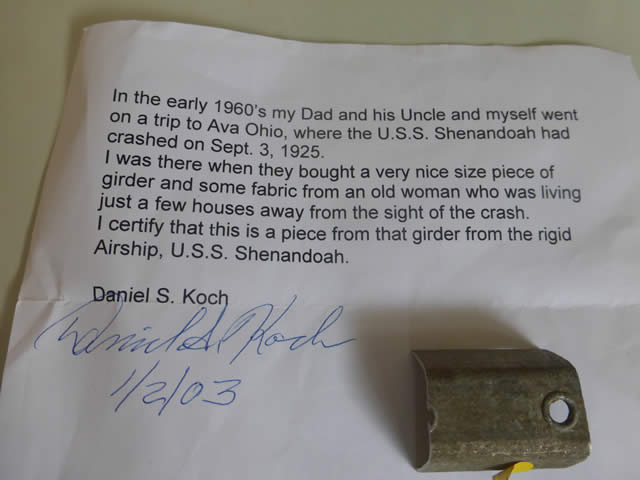 In the early 1960's my Dad and his Uncle and myself went
on a trip to Ava Ohio, where the U.S.S. Shenandoah had
crashed on Sept. 3, 1925.
I was there when they bought a very nice size piece of
girder and some fabric from an old woman who was living
just a few houses away from the sight of the crash.
I certify that this is a piece from that girder from the rigid
Airship, U.S.S. Shenandoah.
Daniel S. Koch
Daniel S. Koch
1/2/03